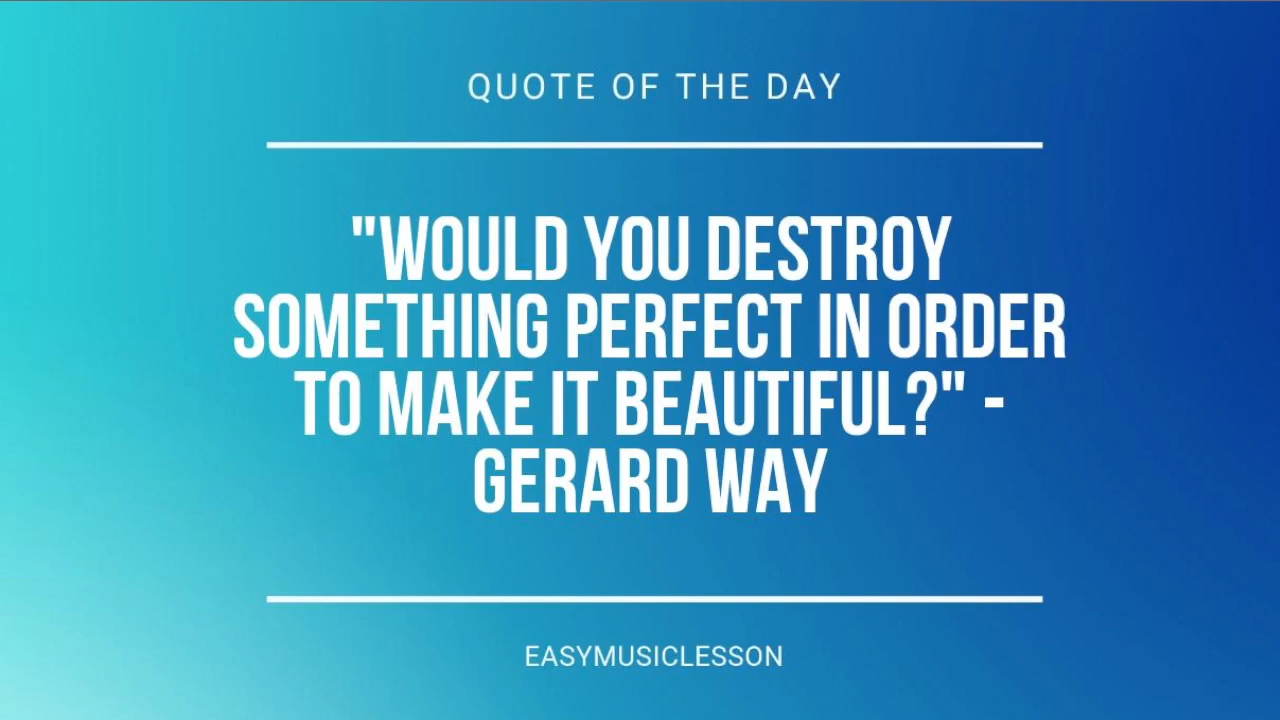 QUOTE OF THE DAY
"WOULD YOU DESTROY
SOMETHING PERFECT IN ORDER
TO MAKE IT BEAUTIFUL?" -
GERARD WAY
EASYMUSICLESSON